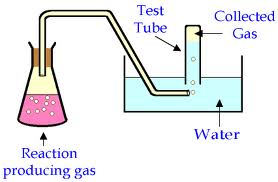 Test
Tube
Collected
Gas
Water
Reaction
producing gas